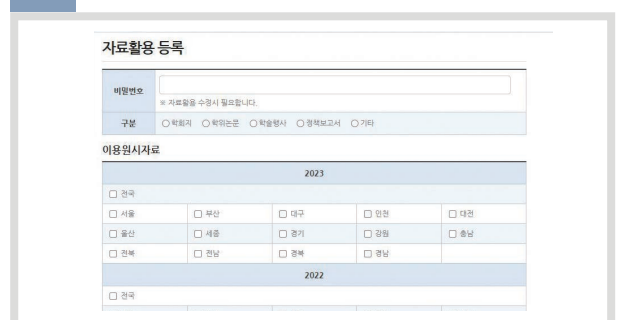 자료활용 등록
비밀번호
※ 자료활용 수정시 필요합니다.
구분 학회지 학위논문 학술행사 정책보고서 기타
이용원시자료
2023
전국
서울 부산 대구 인천 대전
울산 세종 경기 강원 충남
전북 전남 경북 경남
2022
전국